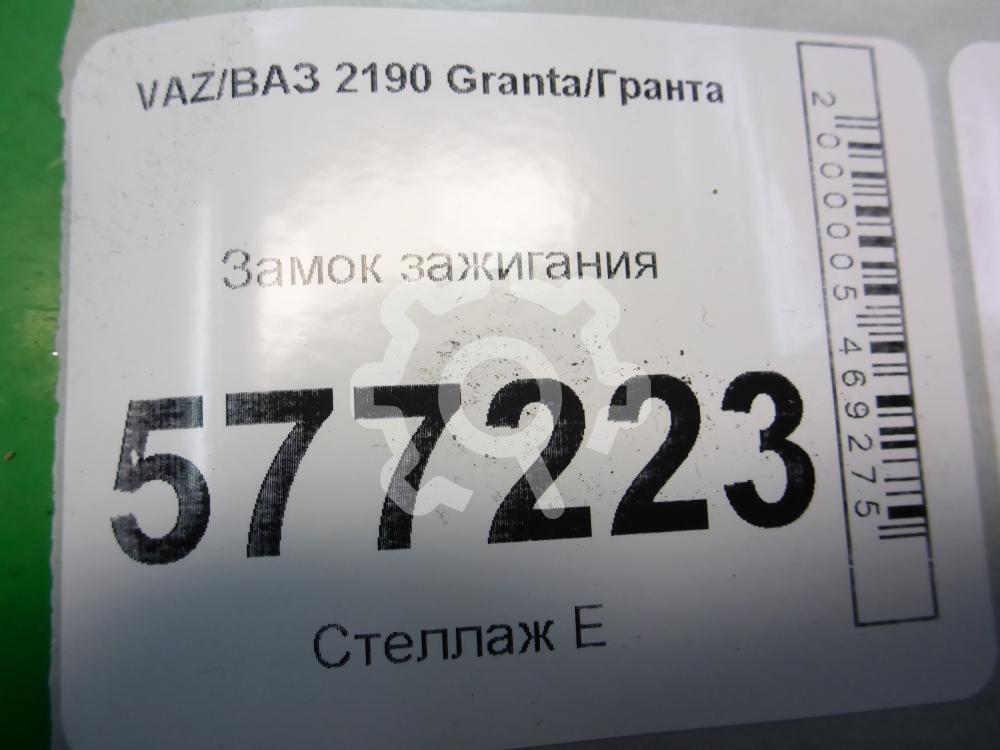 VAZ/ВАЗ 2190 Granta/Гранта
Замок зажигания
577223
Стеллаж Е
2000005469275